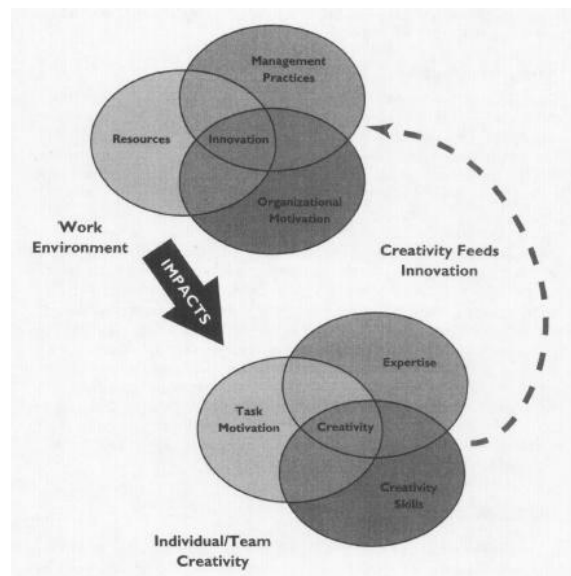 Management
Practices
Resources
Innovation
Organizational
Motivation
Work
Environment
IMPACTS
Creativity Feeds
Innovation
Expertise
Task
Motivation
Creativity
Creativity
Skills
Individual/Team
Creativity